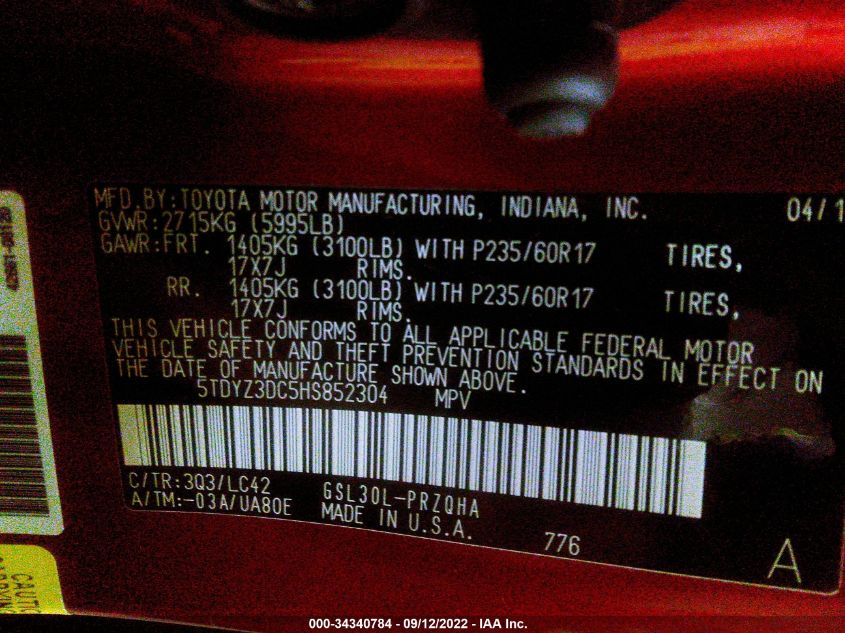 MFD. BY: TOYOTA MOTOR MANUFACTURING, INDIANA, INC. 04/1
GVWR: 2715KG (5995LB)
GAWR: FRT. 1405KG (3100LB) WITH P235/60R17 TIRES,
17X7J RIMS.
RR. 1405KG (3100LB) WITH P235/60R17 TIRES,
17X7J RIMS.
THIS VEHICLE CONFORMS TO ALL APPLICABLE FEDERAL MOTOR
VEHICLE SAFETY AND THEFT PREVENTION STANDARDS IN EFFECT ON
THE DATE OF MANUFACTURE SHOWN ABOVE.
5TDYZ3DC5HS852304 MPV
C/TR: 3Q3/LC42 GSL30L-PRZQHA
A/TM: -03A/UA80E MADE IN U.S.A. 776
A
000-34340784 - 09/12/2022 - IAA Inc.